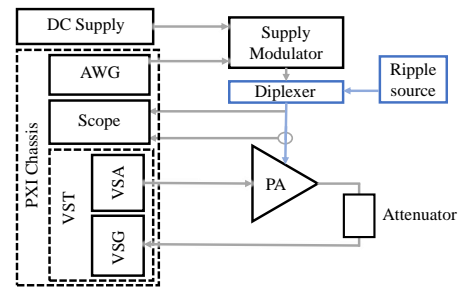 DC Supply
Supply
Modulator
AWG
Diplexer
Ripple
source
Scope
PXI Chassis
VST
VSA
PA
VSG
Attenuator